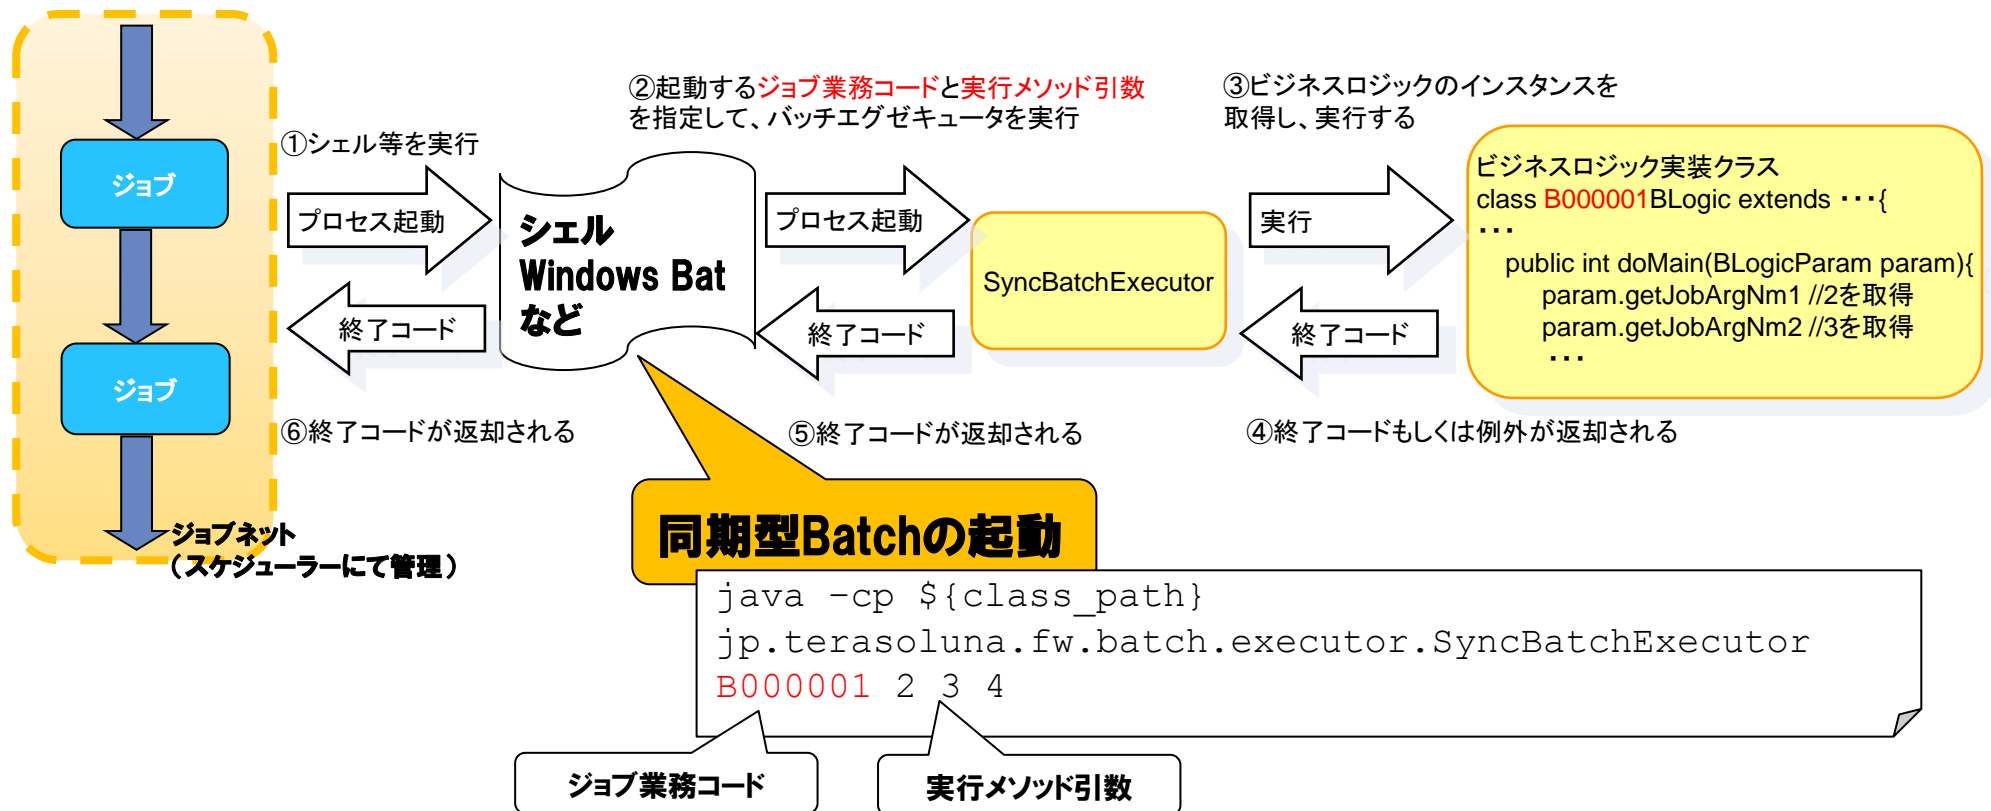 ジョブ
ジョブ
ジョブネット
（スケジューラーにて管理）
①シェル等を実行
プロセス起動
終了コード
⑥終了コードが返却される
シェル
Windows Bat
など
②起動するジョブ業務コードと実行メソッド引数
を指定して、バッチエグゼキュータを実行
プロセス起動
終了コード
⑤終了コードが返却される
SyncBatchExecutor
③ビジネスロジックのインスタンスを
取得し、実行する
実行
終了コード
④終了コードもしくは例外が返却される
ビジネスロジック実装クラス
class B000001BLogic extends ・・・{
・・・
public int doMain(BLogicParam param){
param.getJobArgNm1 //2を取得
param.getJobArgNm2 //3を取得
・・・
同期型Batchの起動
java -cp ${class_path}
jp.terasoluna.fw.batch.executor.SyncBatchExecutor
B000001 2 3 4
ジョブ業務コード
実行メソッド引数